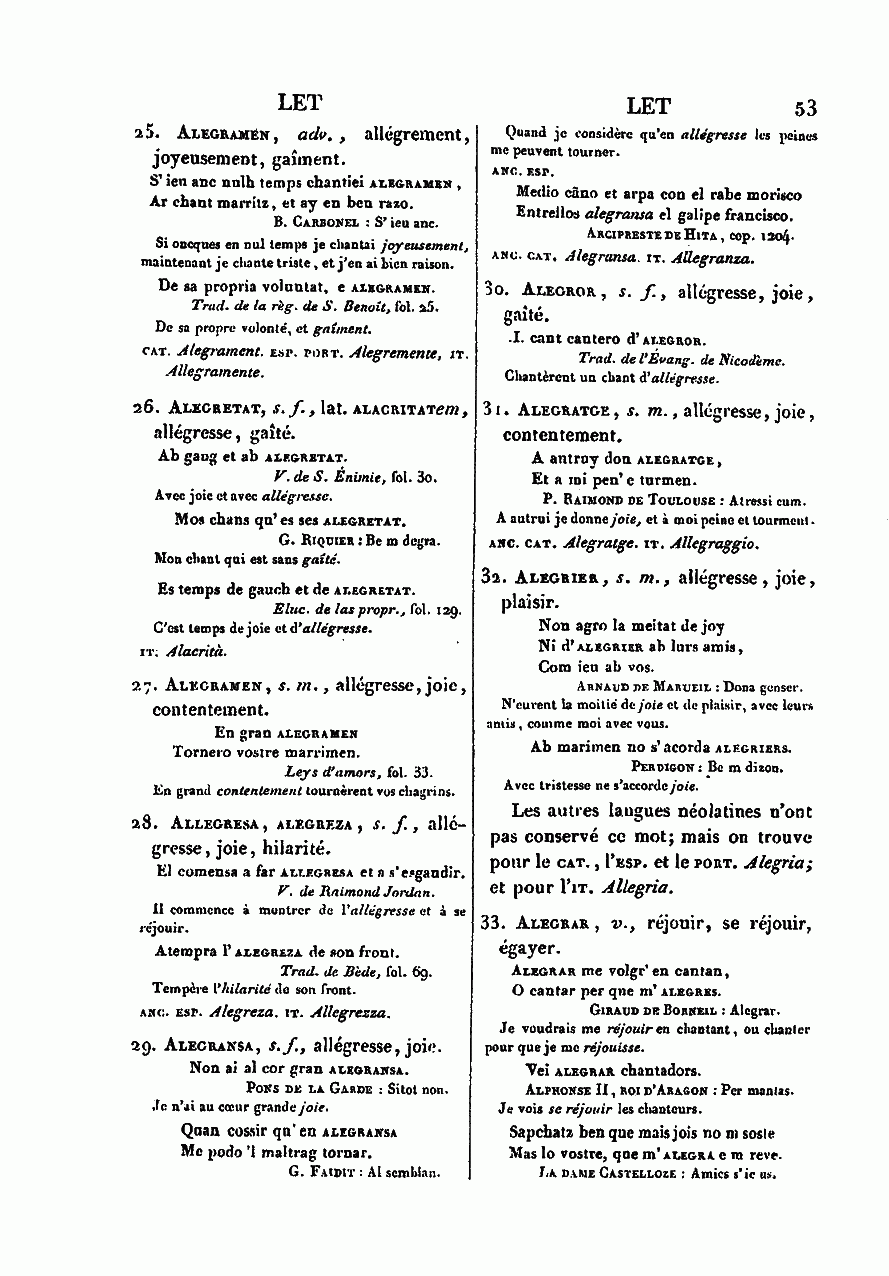 LET
25. ALEGRAMEN, adv., allégrement,
joyeusement, gaîment.
S' ieu anc nulh temps chantiei ALEGRAMEN,
Ar chant marritz, et ay en ben razo.
B. CARBONEL : S' ieu anc.
Si oncques en nul temps je chantai joyeusement,
maintenant je chante triste, et j'en ai bien raison.
De sa propria voluntat, e ALEGRAMEN.
Trad. de la règ. de S. Benoît, fol. 25.
De sa propre volonté, et gaîment.
CAT. Alegrament. ESP. PORT. Alegremente, IT.
Allegramente.
26. ALEGRETAT, s. f., lat. ALACRITATem,
allégresse, gaîté.
Ab gaug et ab ALEGRETAT.
V. de S. Énimie, fol. 30.
Avec joie et avec allégresse.
Mos chans qu' es ses ALEGRETAT.
G. RIQUIER : Be m degra.
Mon chant qui est sans gaîté.
Es temps de gauch et de ALEGRETAT.
Eluc. de las propr., fol. 129.
C'est temps de joie et d'allégresse.
IT. Alacrità.
27. ALEGRAMEN, s. m., allégresse, joie,
contentement.
En gran ALEGRAMEN
Tornero vostre marrimen.
Leys d'amors, fol. 33.
En grand contentement tournèrent vos chagrins.
28. ALLEGRESA, ALEGREZA, s. f., allé-
gresse, joie, hilarité.
El comensa a far ALLEGRESA et a s' esgandir.
V. de Raimond Jordan.
Il commence à montrer de l'allégresse et à se
réjouir.
Atempra l' ALEGREZA de son front.
Trad. de Bède, fol. 69.
Tempère l'hilarité de son front.
ANC. ESP. Alegreza. IT. Allegrezza.
29. ALEGRANSA, s. f., allégresse, joie.
Non ai al cor gran ALEGRANSA.
PONS DE LA GARDE : Sitot non.
Je n'ai au cœur grande joie.
Quan cossir qu' en ALEGRANSA
Me podo 'l maltrag tornar.
G. FAIDIT : Al semblan.
LET 53
Quand je considère qu'en allégresse les peines
me peuvent tourner.
ANC. ESP.
Medio cāno et arpa con el rabe morisco
Entrellos alegransa el galipe francisco.
ARCIPRESTE DE HITA, cop. 1204.
ANC. CAT. Alegransa. IT. Allegranza.
30. ALEGROR, s. f., allégresse, joie,
gaîté.
.I. cant cantero d' ALEGROR.
Trad. de l'Évang. de Nicodème.
Chantèrent un chant d'allégresse.
31. ALEGRATGE, s. m., allégresse, joie,
contentement.
A autruy don ALEGRATGE,
Et a mi pen' e turmen.
P. RAIMOND DE TOULOUSE : Atressi cum.
A autrui je donne joie, et à moi peine et tourment.
ANC. CAT. Alegratge. IT. Allegraggio.
32. ALEGRIER, s. m., allégresse, joie,
plaisir.
Non agro la meitat de joy
Ni d' ALEGRIER ab lurs amis,
Com ieu ab vos.
ARNAUD DE MARUEIL : Dona genser.
N'eurent la moitié de joie et de plaisir, avec leurs
amis, comme moi avec vous.
Ab marimen no s' acorda ALEGRIERS.
PERDIGON : Be m dizon.
Avec tristesse ne s'accorde joie.
Les autres langues néolatines n'ont
pas conservé ce mot; mais on trouve
pour le CAT., l'ESP. et le PORT. Alegria;
et pour l'IT. Allegria.
33. ALEGRAR, v., réjouir, se réjouir,
égayer.
ALEGRAR me volgr' en cantan,
O cantar per que m' ALEGRES.
GIRAUD DE BORNEIL : Alegrar.
Je voudrais me réjouir en chantant, ou chanter
pour que je me réjouisse.
Vei ALEGRAR chantadors.
ALPHONSE II, ROI D'ARAGON : Per mantas.
Je vois se réjouir les chanteurs.
Sapchatz ben que mais jois no m soste
Mas lo vostre, que m' ALEGRA e m reve.
LA DAME CASTELLOZE : Amics s' ie us.